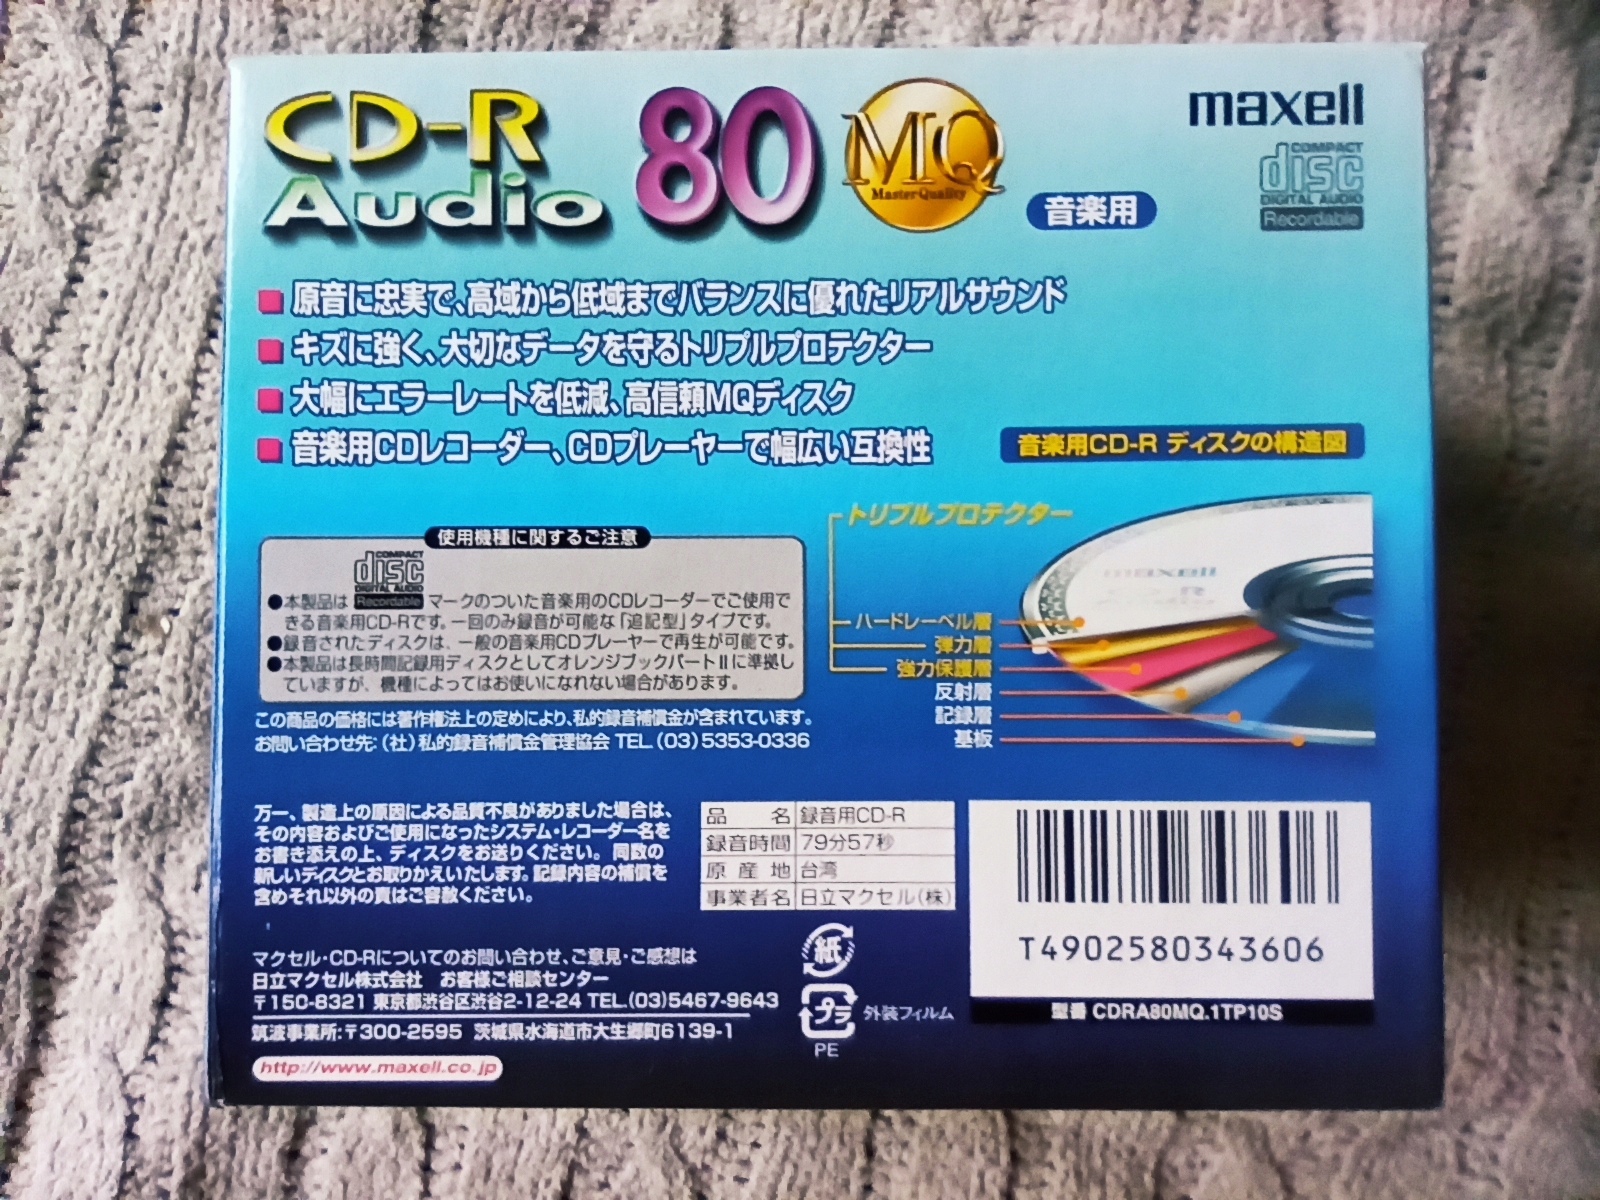 CD-R
Audio
80
MQ
MasterQuality
音楽用
maxell
COMPACT
disc
DIGITAL AUDIO
Recordable
■ 原音に忠実で、高域から低域までバランスに優れたリアルサウンド
■ キズに強く、大切なデータを守るトリプルプロテクター
■ 大幅にエラーレートを低減、高信頼MQディスク
■ 音楽用CDレコーダー、CDプレーヤーで幅広い互換性
音楽用CD-R ディスクの構造図
トリプルプロテクター
maxell
CD-R
ハードレーベル層
弾力層
強力保護層
反射層
記録層
基板
使用機種に関するご注意
COMPACT
disc
DIGITAL AUDIO
●本製品は Recordable マークのついた音楽用のCDレコーダーでご使用で
きる音楽用CD-Rです。一回のみ録音が可能な「追記型」タイプです。
●録音されたディスクは、一般の音楽用CDプレーヤーで再生が可能です。
●本製品は長時間記録用ディスクとしてオレンジブックパートⅡに準拠し
ていますが、機種によってはお使いになれない場合があります。
この商品の価格には著作権法上の定めにより、私的録音補償金が含まれています。
お問い合わせ先:(社)私的録音補償金管理協会 TEL.(03)5353-0336
万一、製造上の原因による品質不良がありました場合は、
その内容およびご使用になったシステム・レコーダー名を
お書き添えの上、ディスクをお送りください。同数の
新しいディスクとお取りかえいたします。記録内容の補償を
含めそれ以外の責はご容赦ください。
品名 録音用CD-R
録音時間 79分57秒
原産地 台湾
事業者名 日立マクセル(株)
T4902580343606
型番 CDRA80MQ.1TP10S
マクセル・CD-Rについてのお問い合わせ、ご意見・ご感想は
日立マクセル株式会社 お客様ご相談センター
〒150-8321 東京都渋谷区渋谷2-12-24 TEL.(03)5467-9643
筑波事業所:〒300-2595 茨城県水海道市大生郷町6139-1
http://www.maxell.co.jp
紙
プラ
外装フィルム
PE